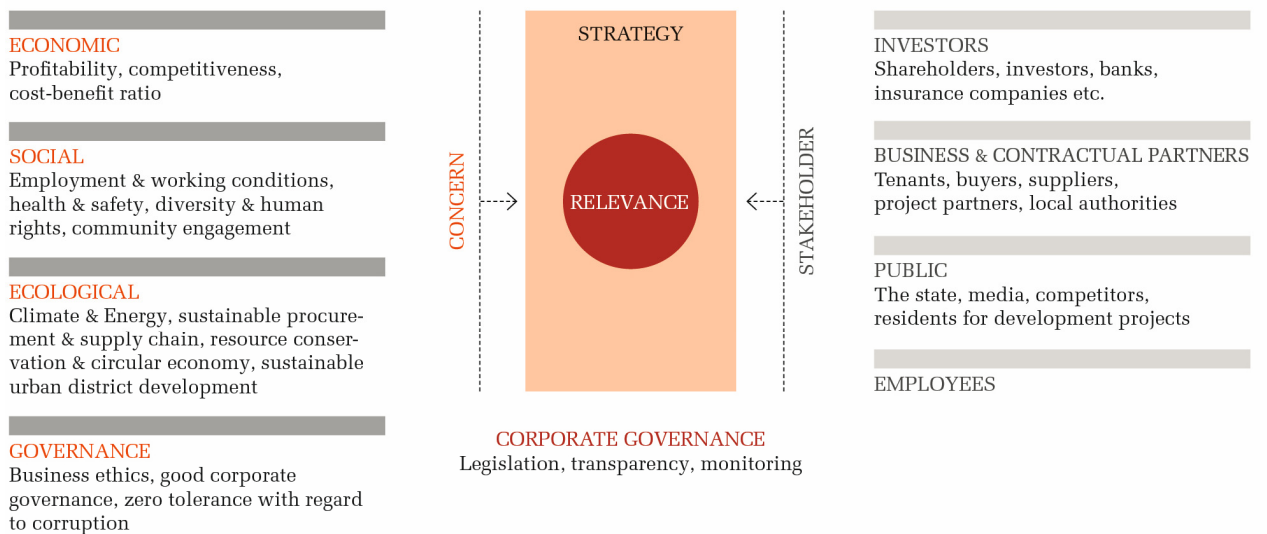 ECONOMIC
Profitability, competitiveness,
cost-benefit ratio
SOCIAL
Employment & working conditions,
health & safety, diversity & human
rights, community engagement
ECOLOGICAL
Climate & Energy, sustainable procure-
ment & supply chain, resource conser-
vation & circular economy, sustainable
urban district development
GOVERNANCE
Business ethics, good corporate
governance, zero tolerance with regard
to corruption
CONCERN
STRATEGY
RELEVANCE
STAKEHOLDER
CORPORATE GOVERNANCE
Legislation, transparency, monitoring
INVESTORS
Shareholders, investors, banks,
insurance companies etc.
BUSINESS & CONTRACTUAL PARTNERS
Tenants, buyers, suppliers,
project partners, local authorities
PUBLIC
The state, media, competitors,
residents for development projects
EMPLOYEES